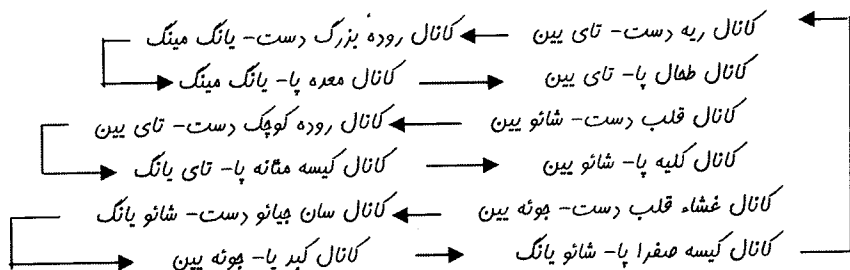 کانال ریه دست- تای یین کانال روده بزرگ دست- یانگ مینگ
کانال طحال پا- تای یین کانال معده پا- یانگ مینگ
کانال قلب دست- شائو یین کانال روده کوچک دست- تای یین
کانال کلیه پا- شائو یین کانال کیسه مثانه پا- تای یانگ
کانال غشاء قلب دست- جوئه یین کانال سان جیائو دست- شائو یانگ
کانال کیسه صفرا پا- شائو یانگ کانال کبد پا- جوئه یین